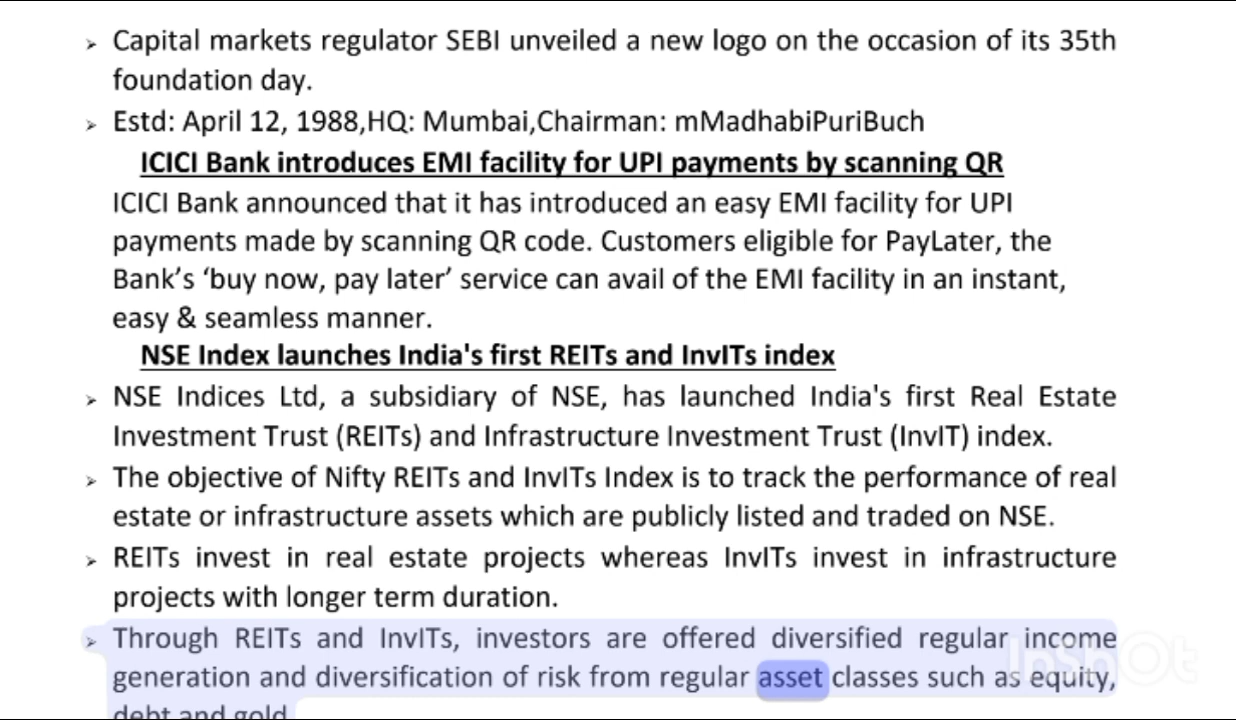 ➢ Capital markets regulator SEBI unveiled a new logo on the occasion of its 35th
foundation day.
➢ Estd: April 12, 1988,HQ: Mumbai,Chairman: mMadhabiPuriBuch
ICICI Bank introduces EMI facility for UPI payments by scanning QR
ICICI Bank announced that it has introduced an easy EMI facility for UPI
payments made by scanning QR code. Customers eligible for PayLater, the
Bank’s ‘buy now, pay later’ service can avail of the EMI facility in an instant,
easy & seamless manner.
NSE Index launches India's first REITs and InvITs index
➢ NSE Indices Ltd, a subsidiary of NSE, has launched India's first Real Estate
Investment Trust (REITs) and Infrastructure Investment Trust (InvIT) index.
➢ The objective of Nifty REITs and InvITs Index is to track the performance of real
estate or infrastructure assets which are publicly listed and traded on NSE.
➢ REITs invest in real estate projects whereas InvITs invest in infrastructure
projects with longer term duration.
➢ Through REITs and InvITs, investors are offered diversified regular income
generation and diversification of risk from regular asset classes such as equity,
debt and gold
InShOt